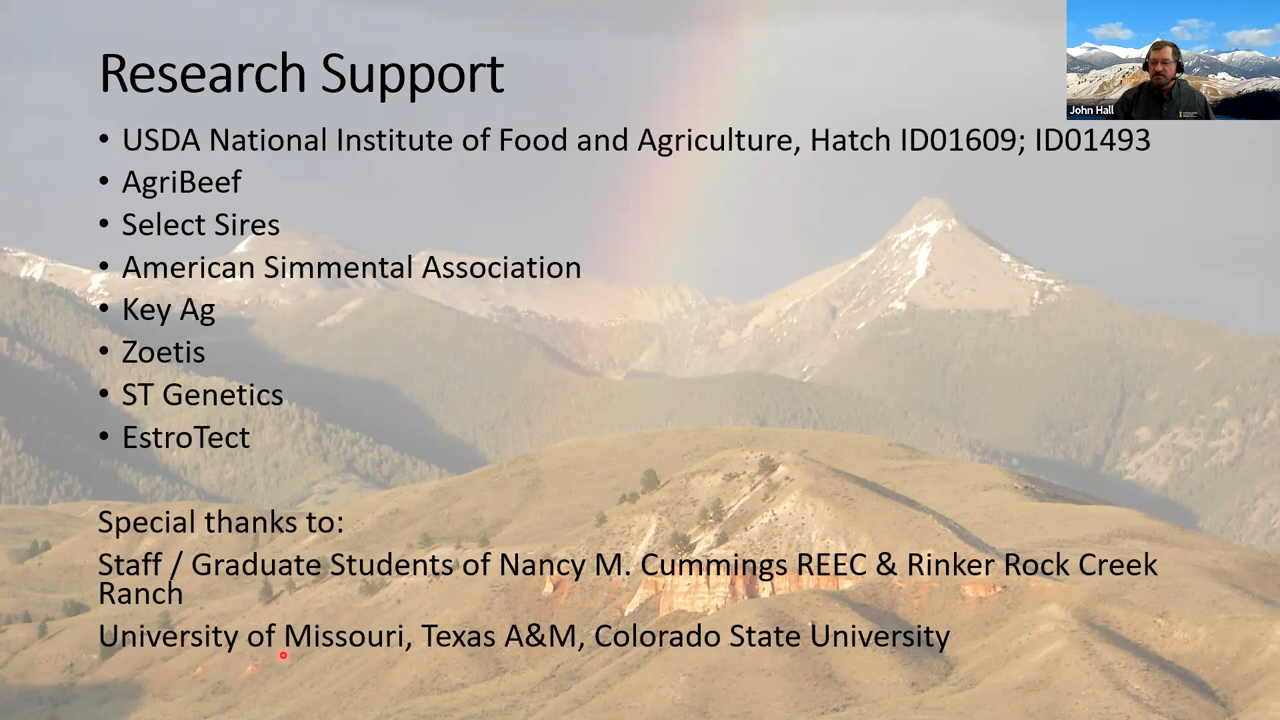 Research Support
John Hall
• USDA National Institute of Food and Agriculture, Hatch ID01609; ID01493
• AgriBeef
• Select Sires
• American Simmental Association
• Key Ag
• Zoetis
• ST Genetics
• EstroTect
Special thanks to:
Staff / Graduate Students of Nancy M. Cummings REEC & Rinker Rock Creek
Ranch
University of Missouri, Texas A&M, Colorado State University